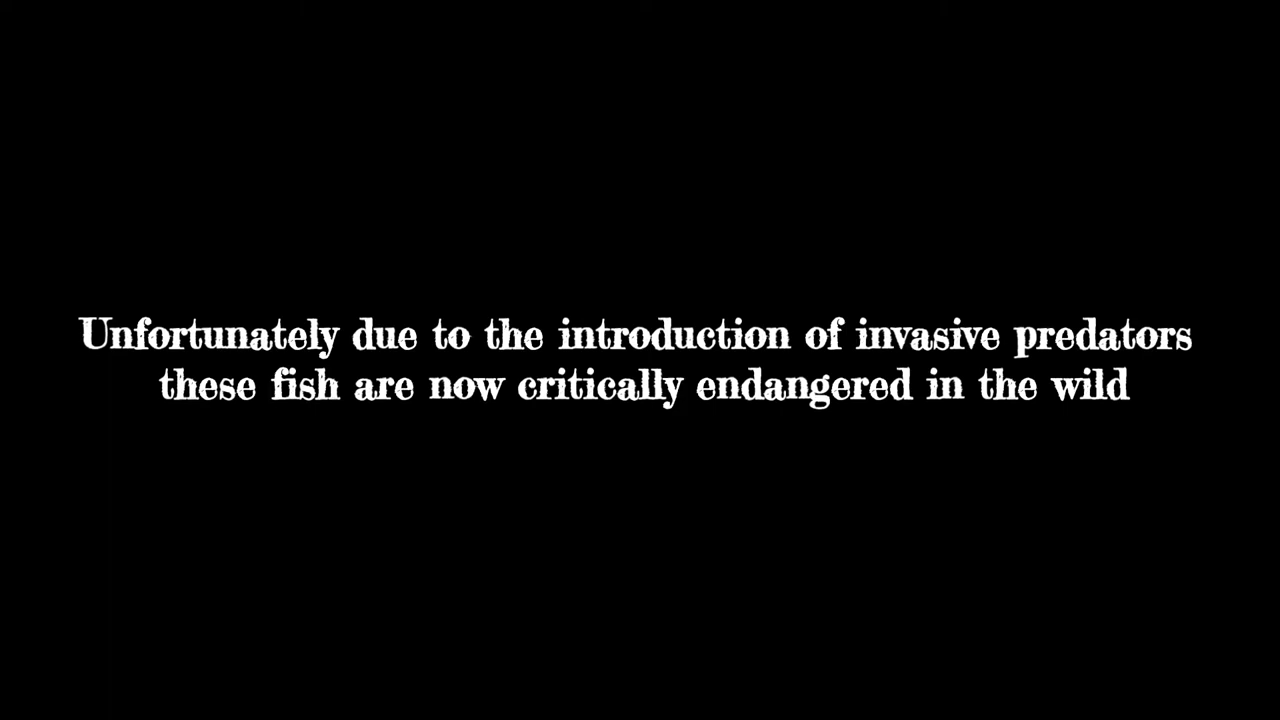 Unfortunately due to the introduction of invasive predators
these fish are now critically endangered in the wild